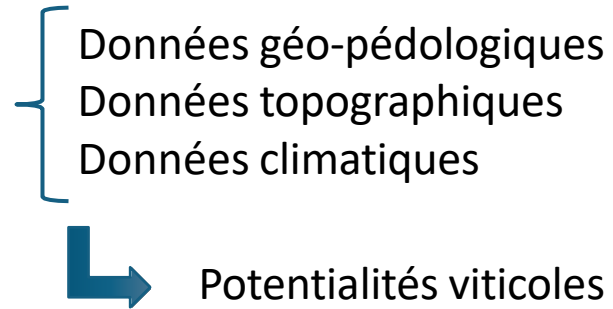 Données géo-pédologiques
Données topographiques
Données climatiques
Potentialités viticoles